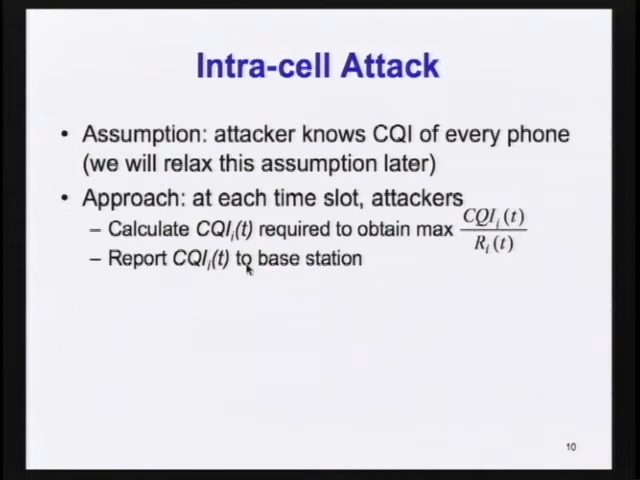 Intra-cell Attack
• Assumption: attacker knows CQI of every phone
(we will relax this assumption later)
• Approach: at each time slot, attackers
– Calculate CQIᵢ(t) required to obtain max CQIᵢ(t) / Rᵢ(t)
– Report CQIᵢ(t) to base station
10